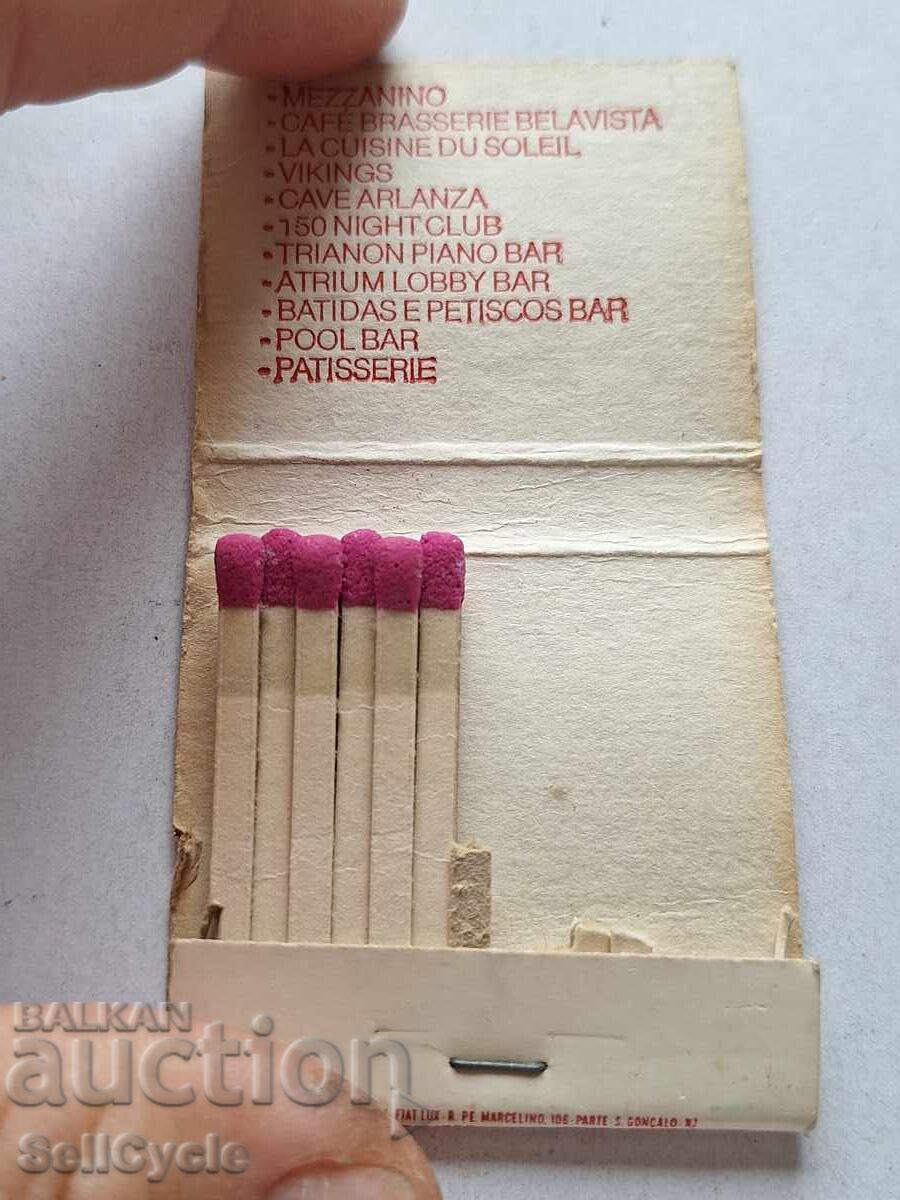 - MEZZANINO
- CAFÉ BRASSERIE BELAVISTA
- LA CUISINE DU SOLEIL
- VIKINGS
- CAVE ARLANZA
- 150 NIGHT CLUB
- TRIANON PIANO BAR
- ATRIUM LOBBY BAR
- BATIDAS E PETISCOS BAR
- POOL BAR
- PATISSERIE
FIAT LUX - R. PE. MARCELINO, 106 - PARTE - S. GONÇALO - RJ
BALKAN
auction
SellCycle